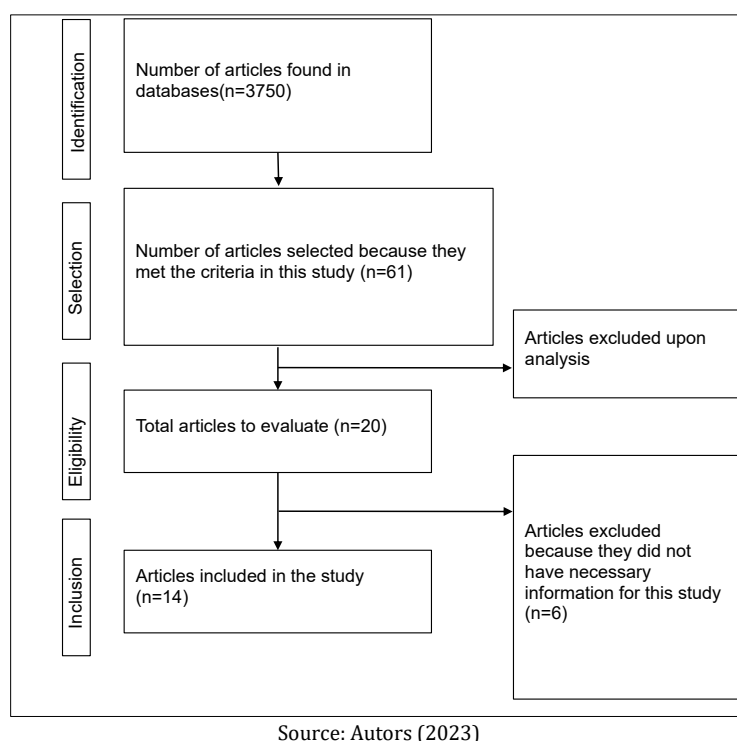 Identification
Number of articles found in
databases(n=3750)
Selection
Number of articles selected because they
met the criteria in this study (n=61)
Articles excluded upon
analysis
Eligibility
Total articles to evaluate (n=20)
Articles excluded
because they did not
have necessary
information for this study
(n=6)
Inclusion
Articles included in the study
(n=14)
Source: Autors (2023)